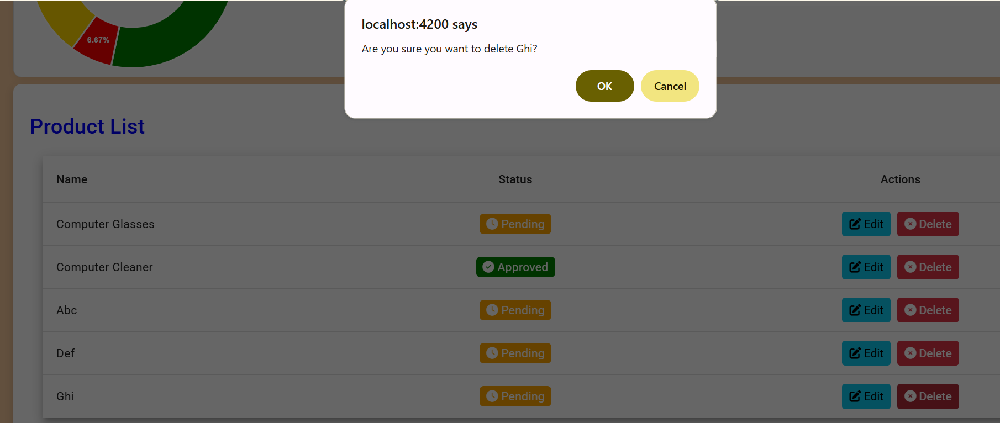 6.67%
localhost:4200 says
Are you sure you want to delete Ghi?
OK Cancel
Product List
Name Status Actions
Computer Glasses Pending Edit Delete
Computer Cleaner Approved Edit Delete
Abc Pending Edit Delete
Def Pending Edit Delete
Ghi Pending Edit Delete